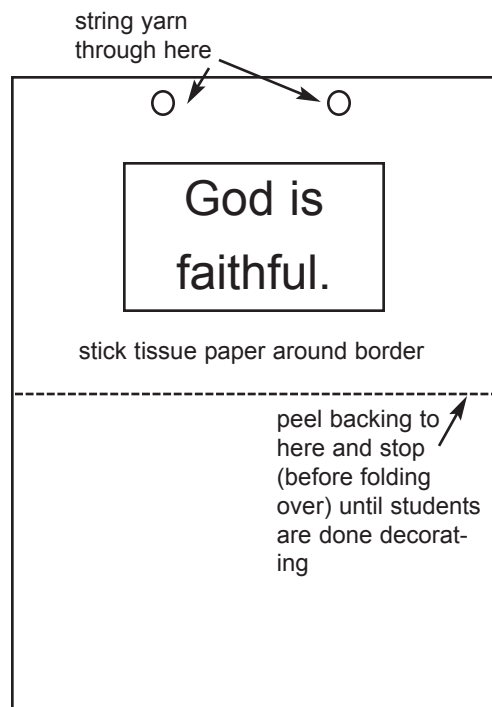 string yarn
through here
God is
faithful.
stick tissue paper around border
peel backing to
here and stop
(before folding
over) until students
are done decorat-
ing